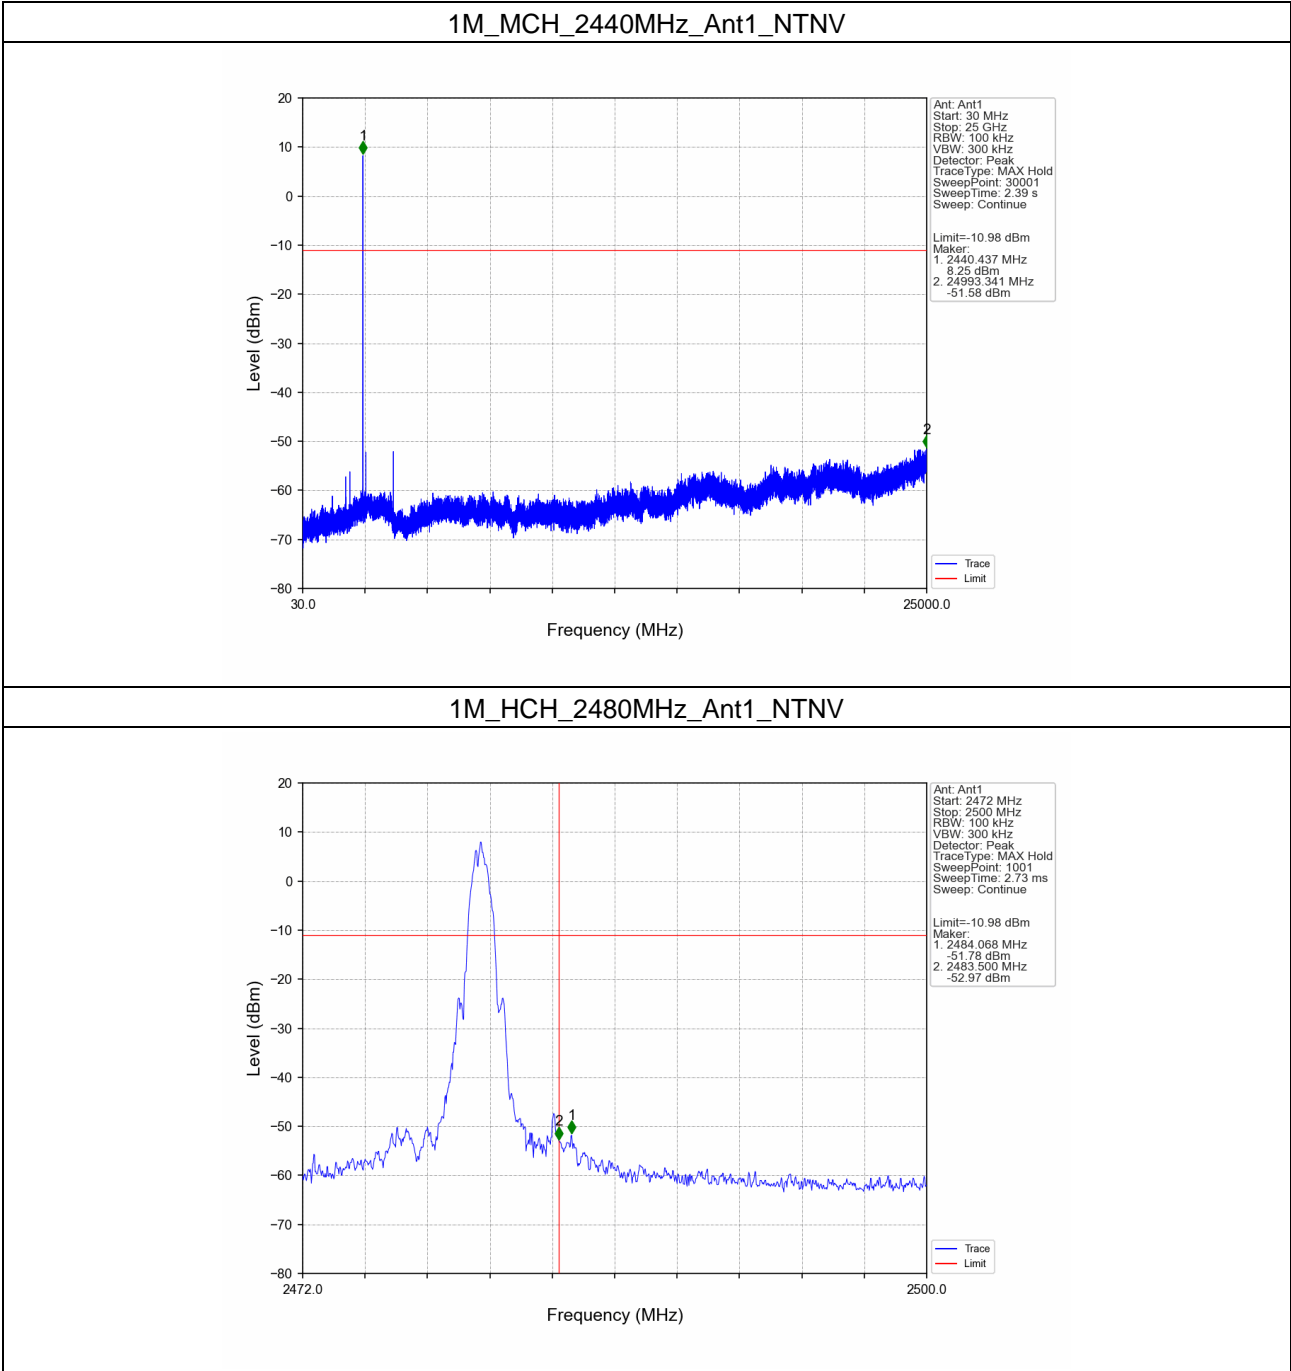 1M_MCH_2440MHz_Ant1_NTNV
20
10
0
−10
−20
−30
−40
−50
−60
−70
−80
Level (dBm)
1
2
30.0
25000.0
Frequency (MHz)
Ant: Ant1
Start: 30 MHz
Stop: 25 GHz
RBW: 100 kHz
VBW: 300 kHz
Detector: Peak
TraceType: MAX Hold
SweepPoint: 30001
SweepTime: 2.39 s
Sweep: Continue
Limit=-10.98 dBm
Maker:
1. 2440.437 MHz
8.25 dBm
2. 24993.341 MHz
-51.58 dBm
Trace
Limit
1M_HCH_2480MHz_Ant1_NTNV
20
10
0
−10
−20
−30
−40
−50
−60
−70
−80
Level (dBm)
2
1
2472.0
2500.0
Frequency (MHz)
Ant: Ant1
Start: 2472 MHz
Stop: 2500 MHz
RBW: 100 kHz
VBW: 300 kHz
Detector: Peak
TraceType: MAX Hold
SweepPoint: 1001
SweepTime: 2.73 ms
Sweep: Continue
Limit=-10.98 dBm
Maker:
1. 2484.068 MHz
-51.78 dBm
2. 2483.500 MHz
-52.97 dBm
Trace
Limit